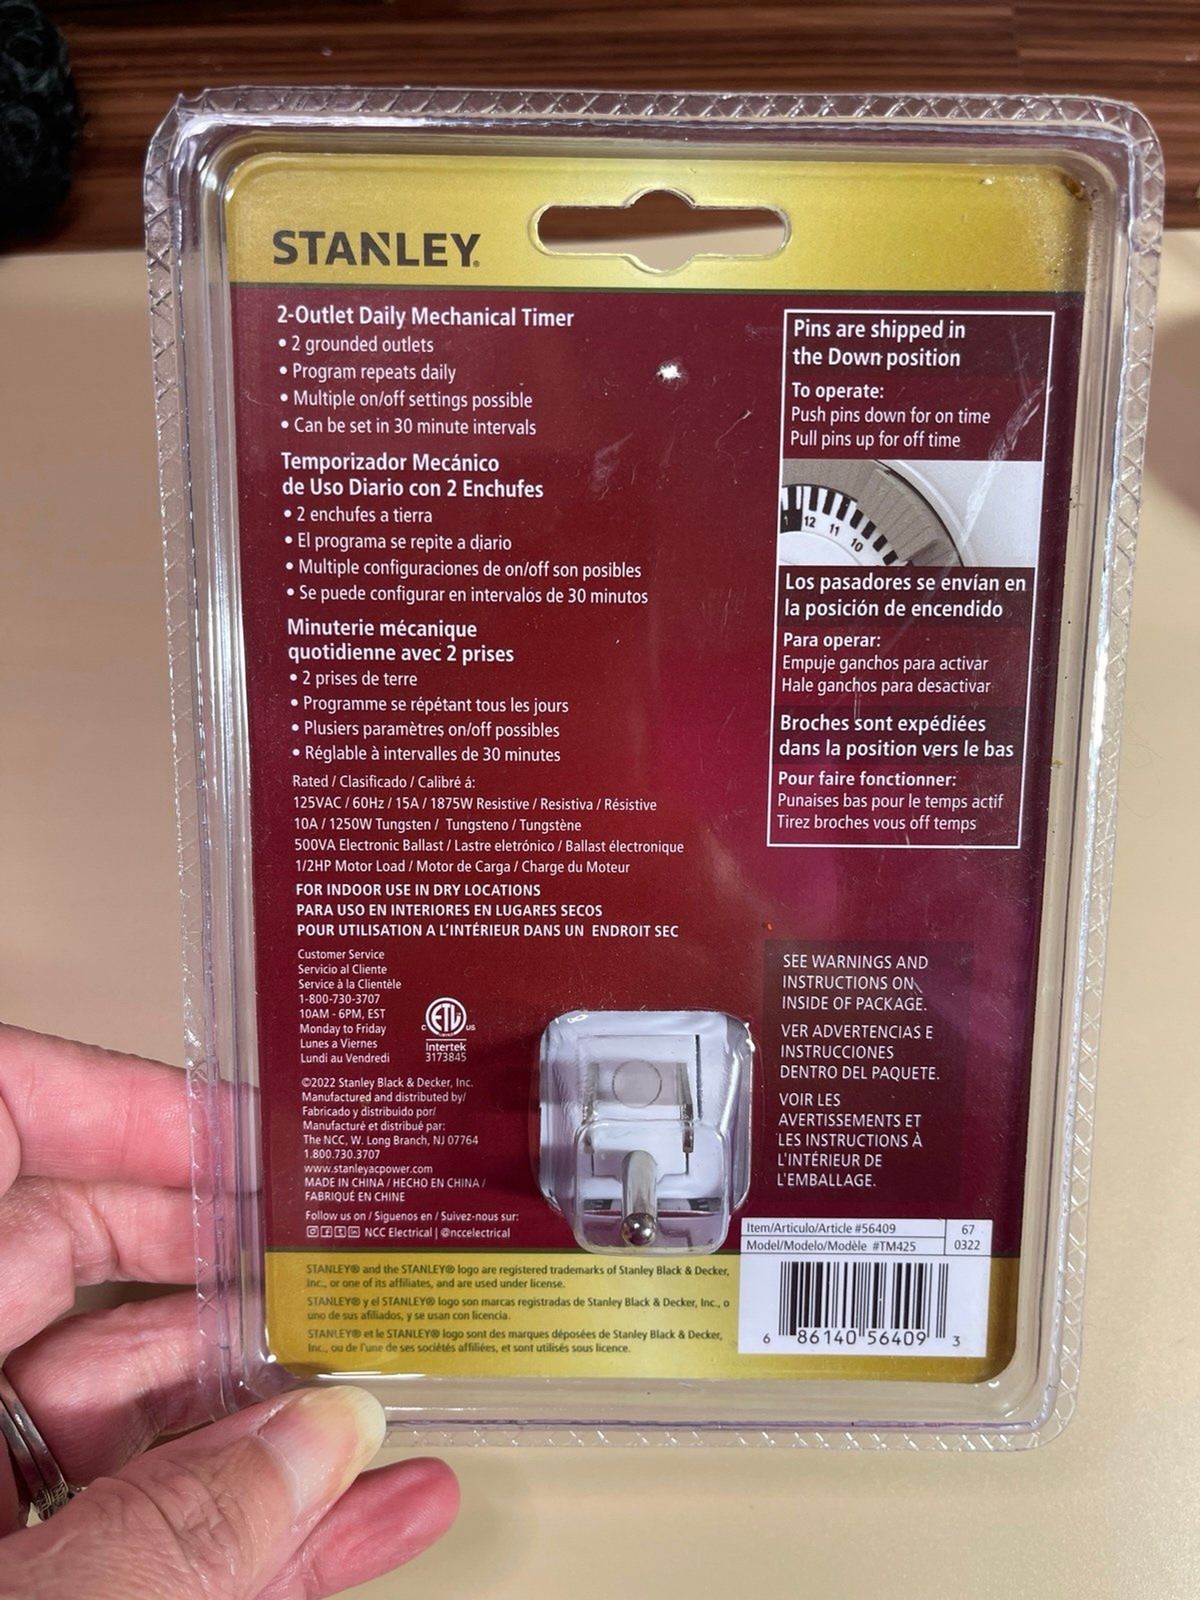 STANLEY.
2-Outlet Daily Mechanical Timer
• 2 grounded outlets
• Program repeats daily
• Multiple on/off settings possible
• Can be set in 30 minute intervals
Temporizador Mecánico
de Uso Diario con 2 Enchufes
• 2 enchufes a tierra
• El programa se repite a diario
• Multiple configuraciones de on/off son posibles
• Se puede configurar en intervalos de 30 minutos
Minuterie mécanique
quotidienne avec 2 prises
• 2 prises de terre
• Programme se répétant tous les jours
• Plusiers paramètres on/off possibles
• Réglable à intervalles de 30 minutes
Rated / Clasificado / Calibré á:
125VAC / 60Hz / 15A / 1875W Resistive / Resistiva / Résistive
10A / 1250W Tungsten / Tungsteno / Tungstène
500VA Electronic Ballast / Lastre eletrónico / Ballast électronique
1/2HP Motor Load / Motor de Carga / Charge du Moteur
FOR INDOOR USE IN DRY LOCATIONS
PARA USO EN INTERIORES EN LUGARES SECOS
POUR UTILISATION A L'INTÉRIEUR DANS UN ENDROIT SEC
Customer Service
Servicio al Cliente
Service à la Clientèle
1-800-730-3707
10AM - 6PM, EST
Monday to Friday
Lunes a Viernes
Lundi au Vendredi
C ETL US
Intertek
3173845
©2022 Stanley Black & Decker, Inc.
Manufactured and distributed by/
Fabricado y distribuido por/
Manufacturé et distribué par:
The NCC, W. Long Branch, NJ 07764
1.800.730.3707
www.stanleyacpower.com
MADE IN CHINA / HECHO EN CHINA /
FABRIQUÉ EN CHINE
Follow us on / Siguenos en / Suivez-nous sur:
NCC Electrical | @nccelectrical
STANLEY® and the STANLEY® logo are registered trademarks of Stanley Black & Decker,
Inc., or one of its affiliates, and are used under license.
STANLEY® y el STANLEY® logo son marcas registradas de Stanley Black & Decker, Inc., o
uno de sus afiliados, y se usan con licencia.
STANLEY® et le STANLEY® logo sont des marques déposées de Stanley Black & Decker,
Inc., ou de l'une de ses sociétés affiliées, et sont utilisés sous licence.
Pins are shipped in
the Down position
To operate:
Push pins down for on time
Pull pins up for off time
1 12 11 10
Los pasadores se envían en
la posición de encendido
Para operar:
Empuje ganchos para activar
Hale ganchos para desactivar
Broches sont expédiées
dans la position vers le bas
Pour faire fonctionner:
Punaises bas pour le temps actif
Tirez broches vous off temps
SEE WARNINGS AND
INSTRUCTIONS ON
INSIDE OF PACKAGE.
VER ADVERTENCIAS E
INSTRUCCIONES
DENTRO DEL PAQUETE.
VOIR LES
AVERTISSEMENTS ET
LES INSTRUCTIONS À
L'INTÉRIEUR DE
L'EMBALLAGE.
Item/Articulo/Article #56409 67
Model/Modelo/Modèle #TM425 0322
6 86140 56409 3